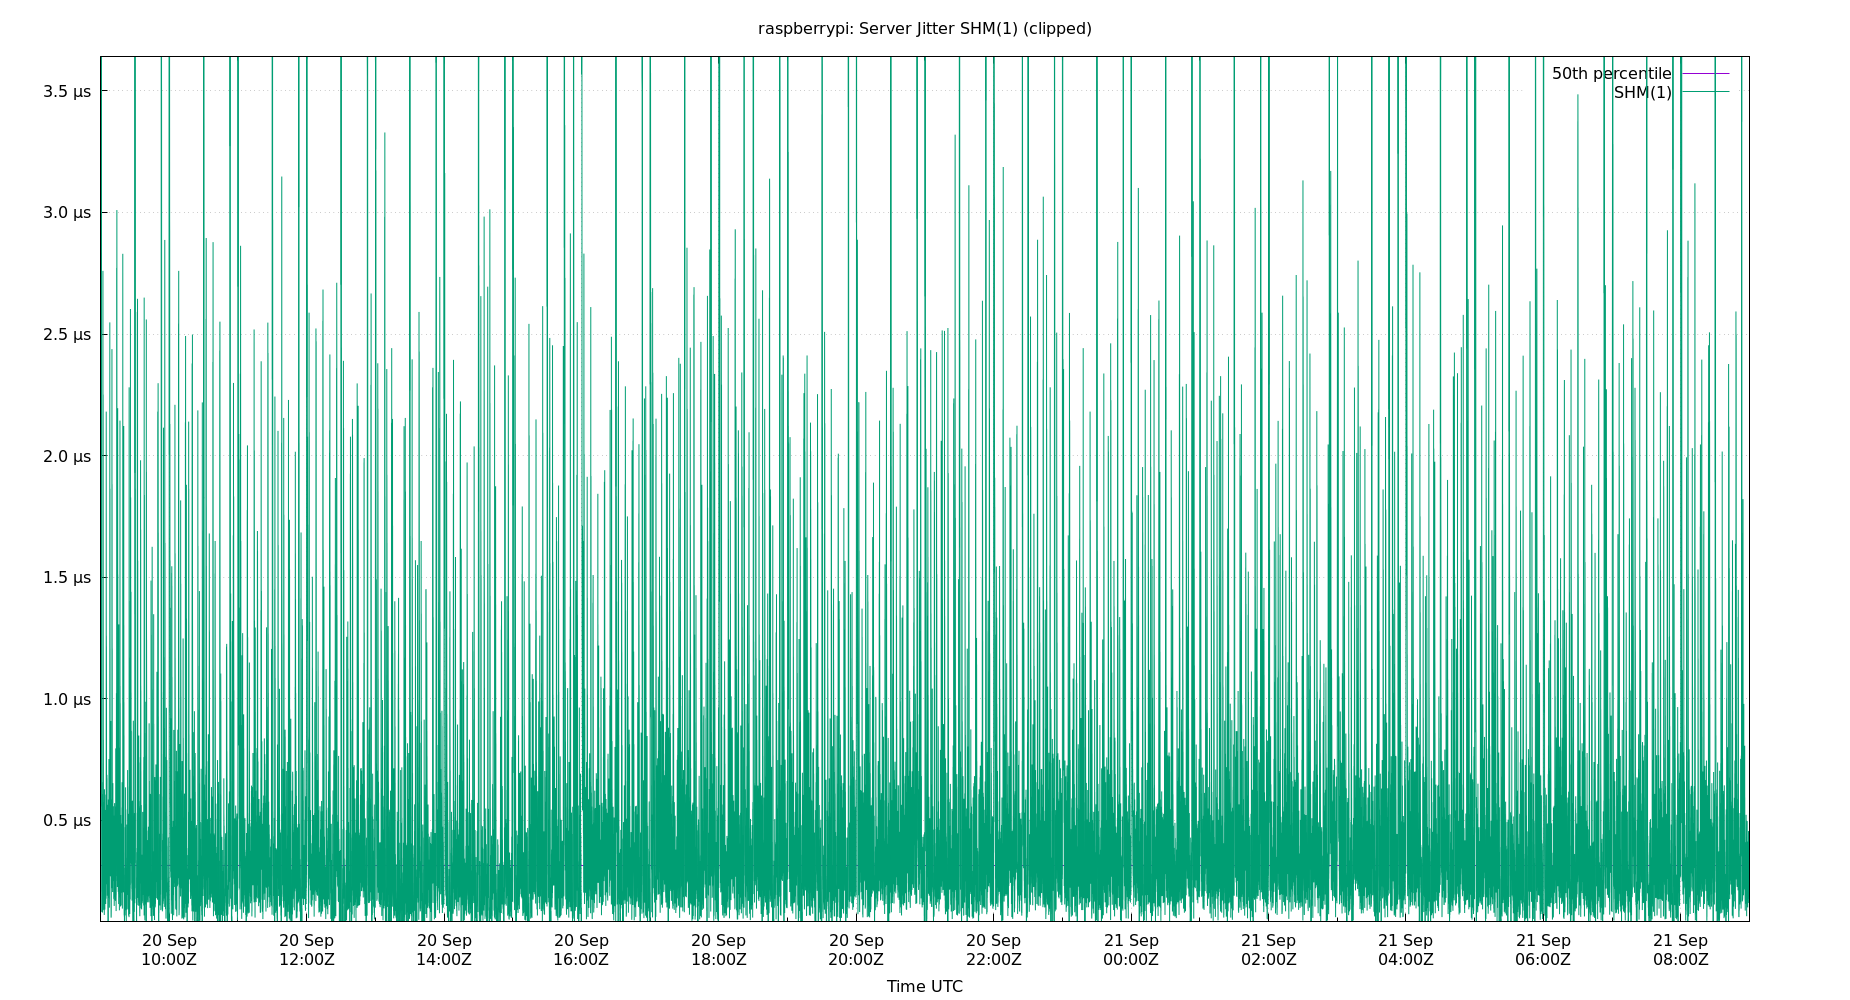 raspberrypi: Server Jitter SHM(1) (clipped)
50th percentile
SHM(1)
3.5 µs
3.0 µs
2.5 µs
2.0 µs
1.5 µs
1.0 µs
0.5 µs
20 Sep 20 Sep 20 Sep 20 Sep 20 Sep 20 Sep 20 Sep 21 Sep 21 Sep 21 Sep 21 Sep 21 Sep
10:00Z 12:00Z 14:00Z 16:00Z 18:00Z 20:00Z 22:00Z 00:00Z 02:00Z 04:00Z 06:00Z 08:00Z
Time UTC